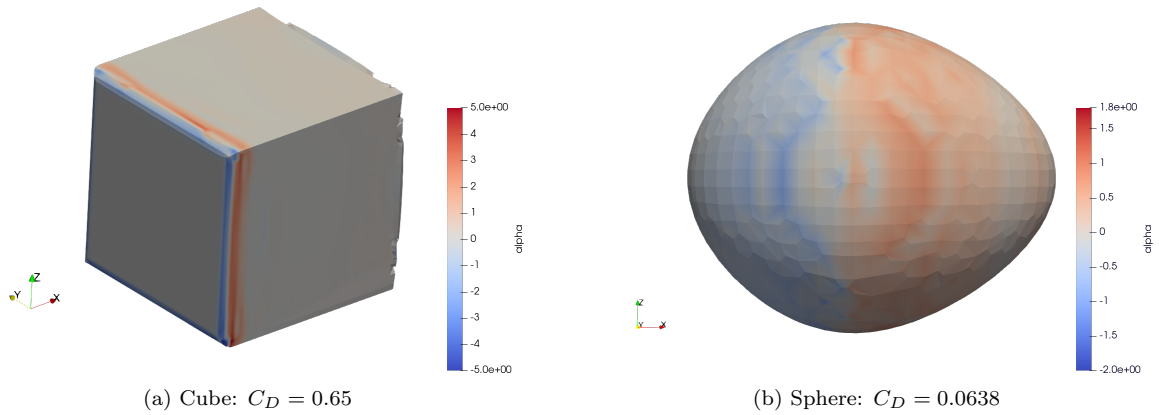 5.0e+00
4
3
2
1
0
-1
-2
-3
-4
-5.0e+00
alpha
Z
Y
X
(a) Cube: $C_D = 0.65$
1.8e+00
1.5
1
0.5
0
-0.5
-1
-1.5
-2.0e+00
alpha
Z
Y
X
(b) Sphere: $C_D = 0.0638$